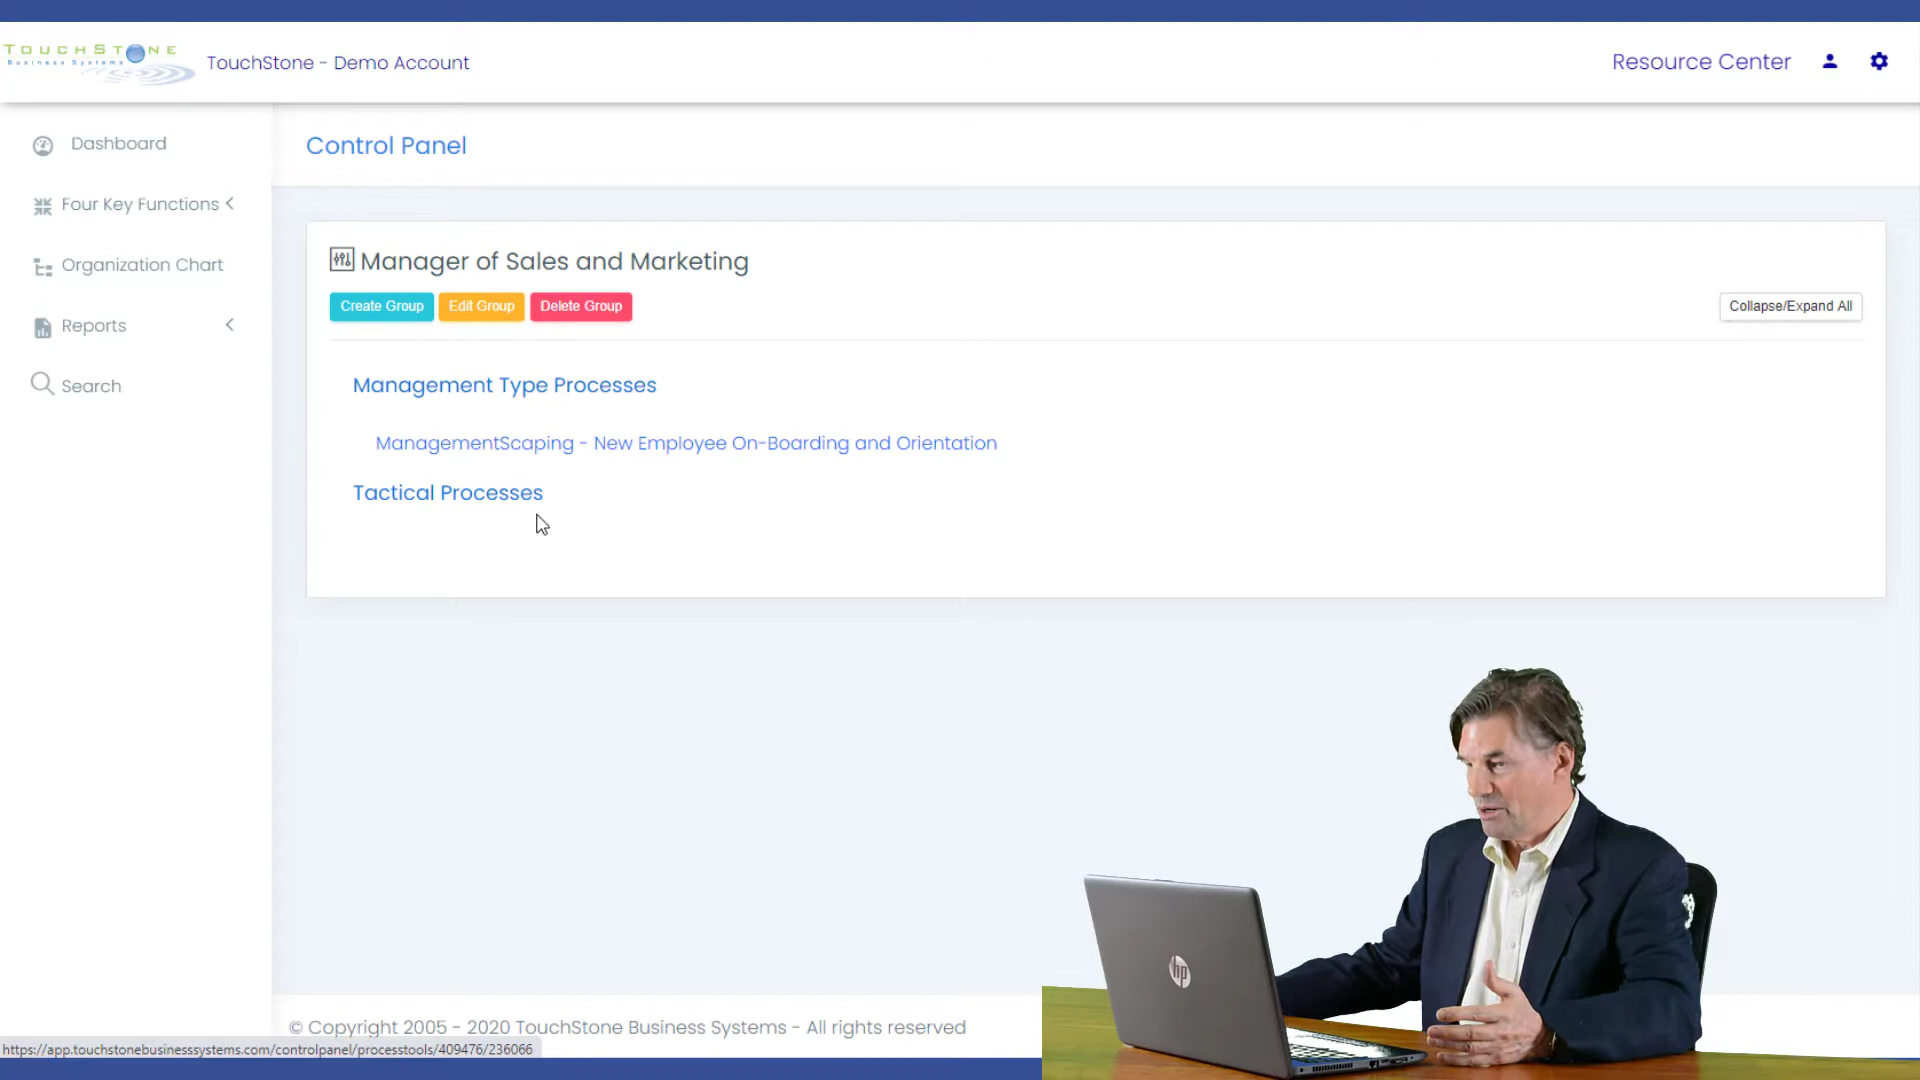 TOUCHSTONE
Business Systems
TouchStone - Demo Account
Resource Center
Dashboard
Four Key Functions
Organization Chart
Reports
Search
Control Panel
Manager of Sales and Marketing
Create Group
Edit Group
Delete Group
Collapse/Expand All
Management Type Processes
ManagementScaping - New Employee On-Boarding and Orientation
Tactical Processes
hp
© Copyright 2005 - 2020 TouchStone Business Systems - All rights reserved
https://app.touchstonebusinesssystems.com/controlpanel/processtools/409476/236066